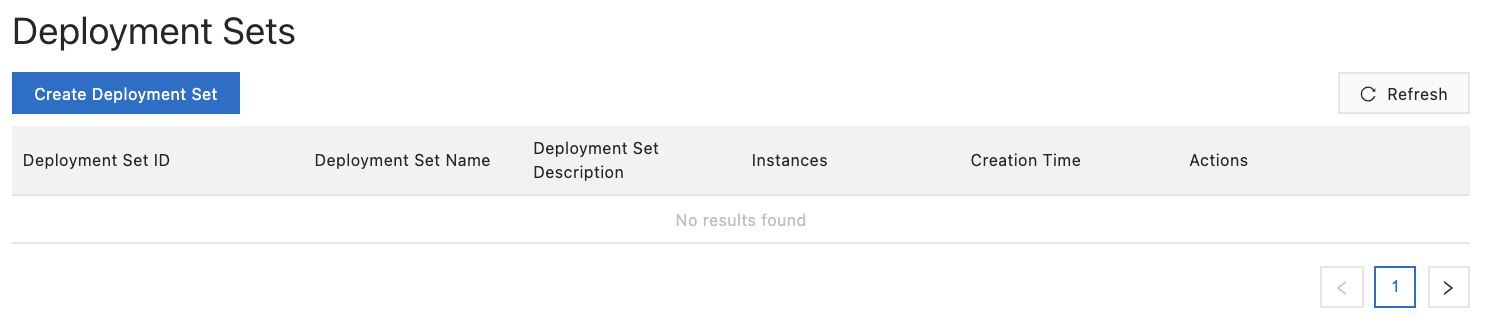 Deployment Sets
Create Deployment Set
Refresh
Deployment Set ID
Deployment Set Name
Deployment Set
Description
Instances
Creation Time
Actions
No results found
< 1 >